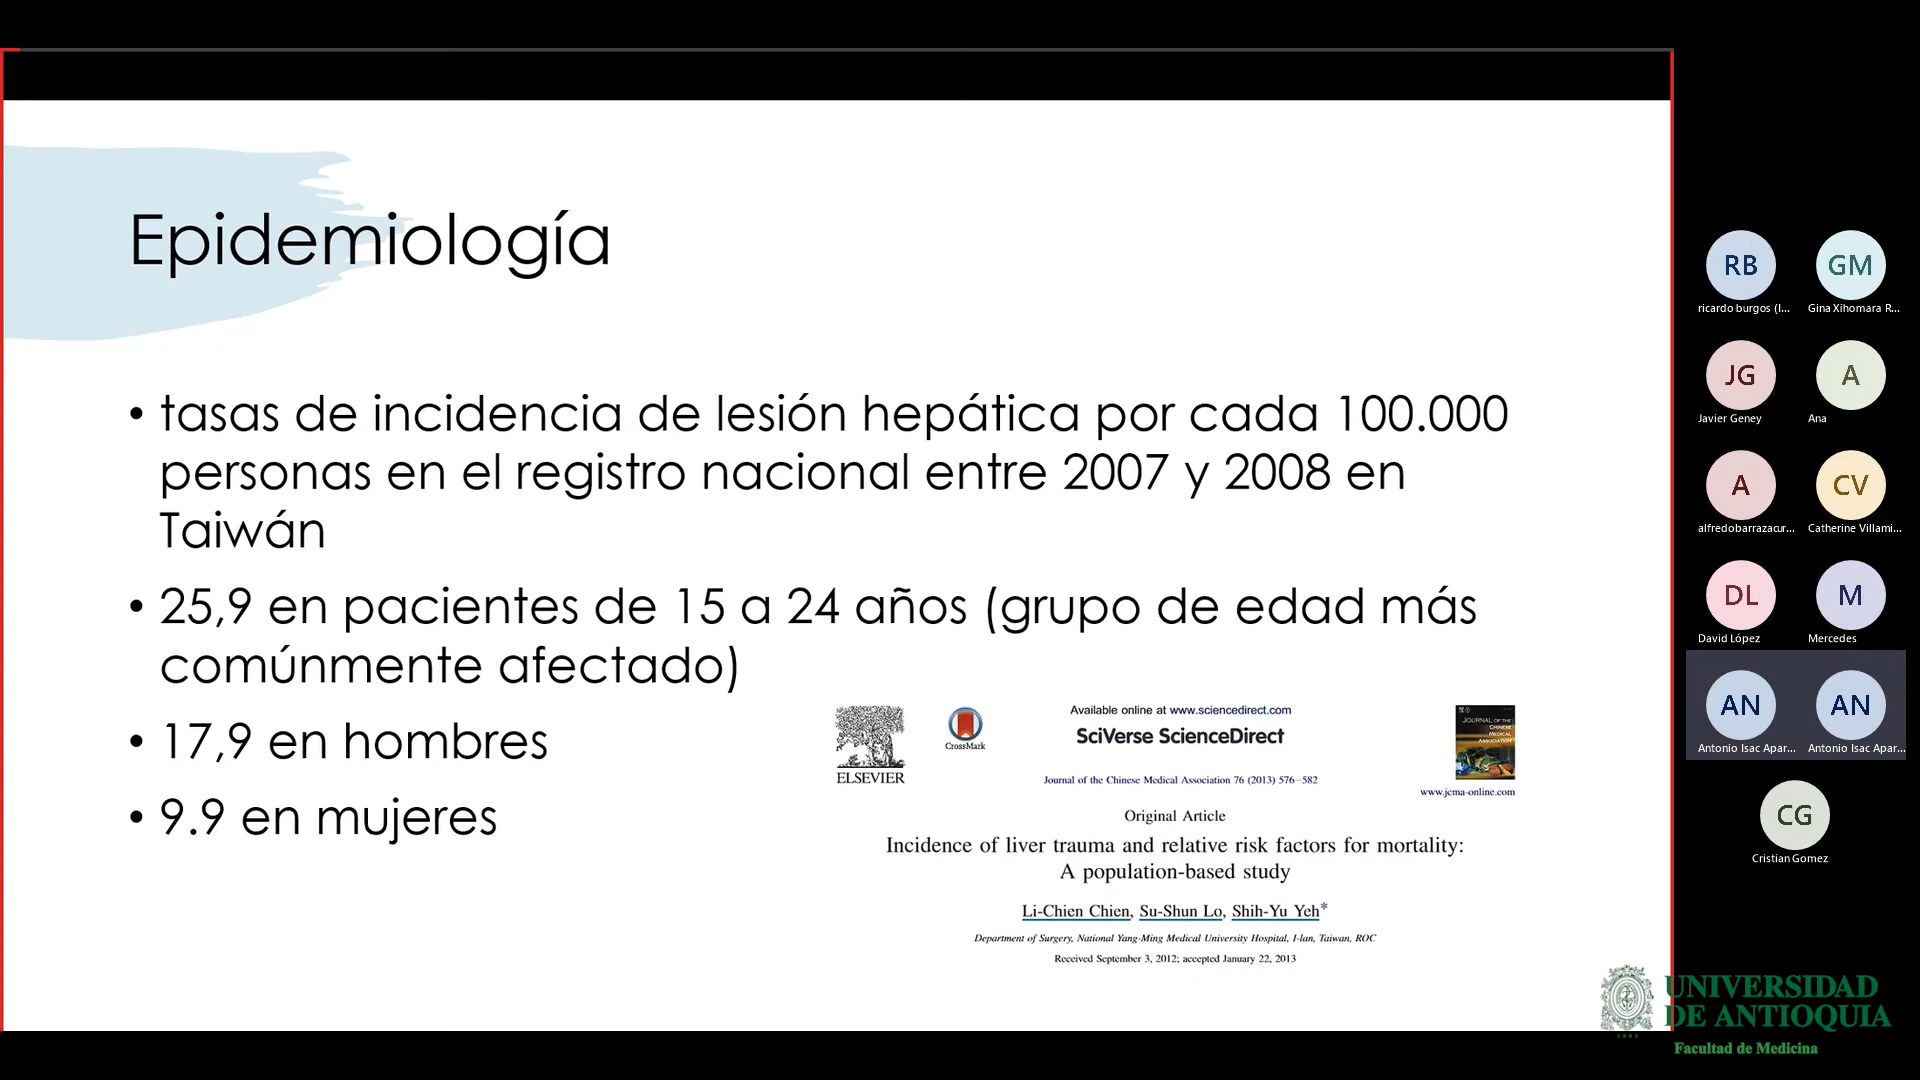 Epidemiología
• tasas de incidencia de lesión hepática por cada 100.000
personas en el registro nacional entre 2007 y 2008 en
Taiwán
• 25,9 en pacientes de 15 a 24 años (grupo de edad más
comúnmente afectado)
• 17,9 en hombres
• 9.9 en mujeres
ELSEVIER
CrossMark
Available online at www.sciencedirect.com
SciVerse ScienceDirect
Journal of the Chinese Medical Association 76 (2013) 576–582
JOURNAL OF THE
CHINESE
MEDICAL
ASSOCIATION
www.jcma-online.com
Original Article
Incidence of liver trauma and relative risk factors for mortality:
A population-based study
Li-Chien Chien, Su-Shun Lo, Shih-Yu Yeh*
Department of Surgery, National Yang-Ming Medical University Hospital, I-lan, Taiwan, ROC
Received September 3, 2012; accepted January 22, 2013
RB
GM
ricardo burgos (I...
Gina Xihomara R...
JG
A
Javier Geney
Ana
A
CV
alfredobarrazacur...
Catherine Villami...
DL
M
David López
Mercedes
AN
AN
Antonio Isac Apar...
Antonio Isac Apar...
CG
Cristian Gomez
UNIVERSIDAD
DE ANTIOQUIA
1803
Facultad de Medicina